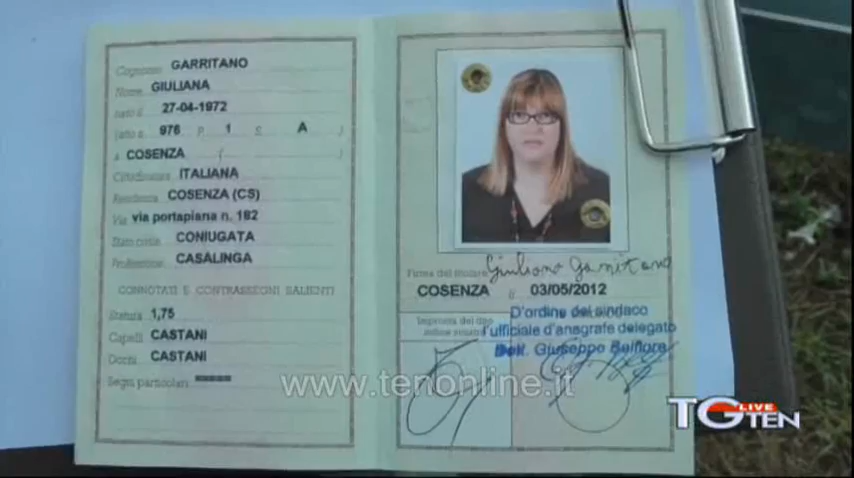 Cognome GARRITANO
Nome GIULIANA
nato il 27-04-1972
(atto n. 976 P. 1 S. A )
a COSENZA ( )
Cittadinanza ITALIANA
Residenza COSENZA (CS)
Via via portapiana n. 182
Stato civile CONIUGATA
Professione CASALINGA
CONNOTATI E CONTRASSEGNI SALIENTI
Statura 1,75
Capelli CASTANI
Occhi CASTANI
Segni particolari =====
Firma del titolare Giuliana Garritano
COSENZA li 03/05/2012
Impronta del dito
indice sinistro
D'ordine del sindaco
l'ufficiale d'anagrafe delegato
Dott. Giuseppe Belfiore
www.tenonline.it
TG LIVE TEN